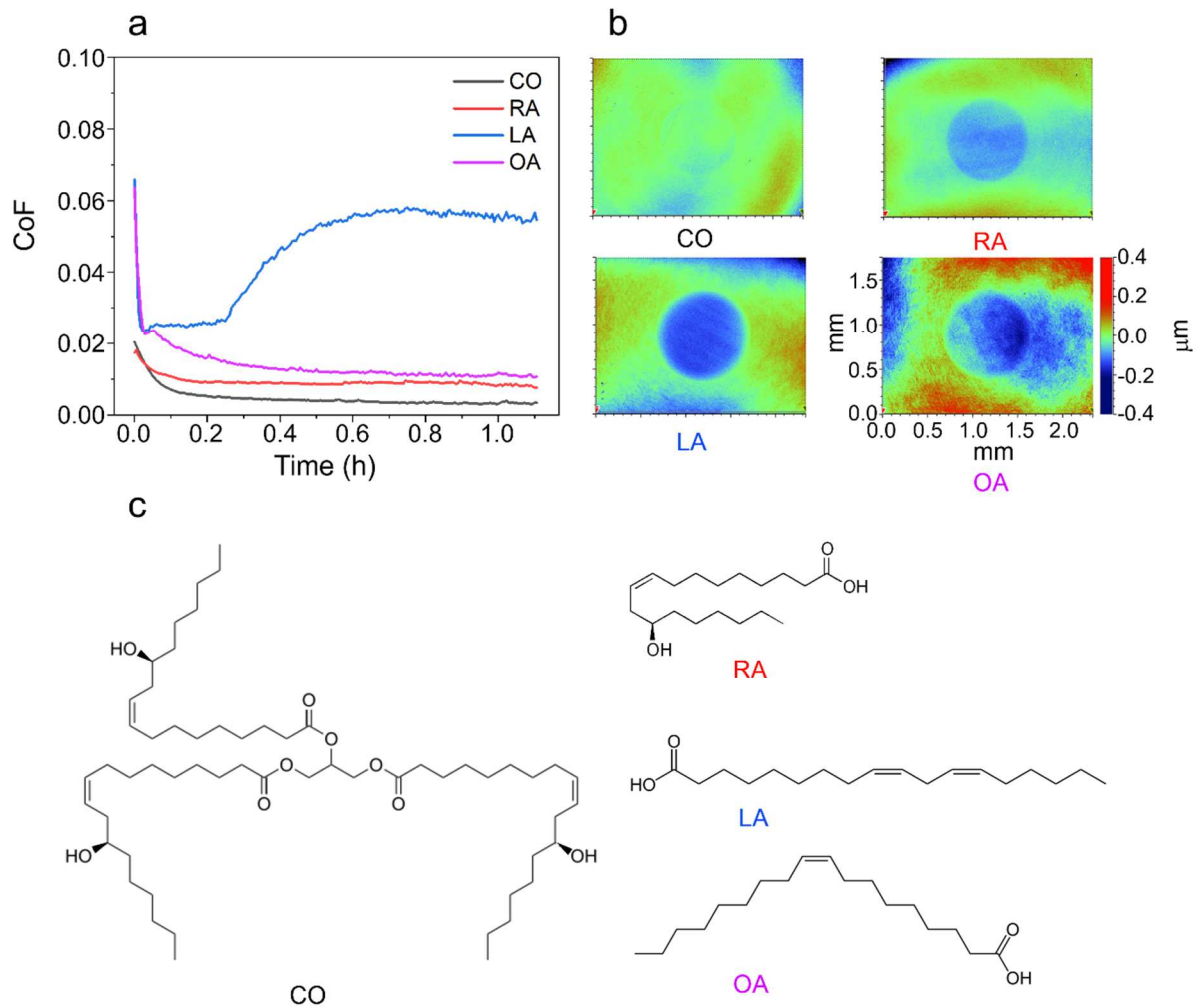 a
b
0.10
0.08
0.06
0.04
0.02
0.00
CoF
CO
RA
LA
OA
0.0 0.2 0.4 0.6 0.8 1.0
Time (h)
CO
RA
LA
mm
1.5
1.0
0.5
0.0
0.0 0.5 1.0 1.5 2.0
mm
OA
0.4
0.2
0.0
-0.2
-0.4
μm
c
HO
O
O
O
O
O
O
HO
OH
CO
O
OH
OH
RA
O
HO
LA
O
OH
OA